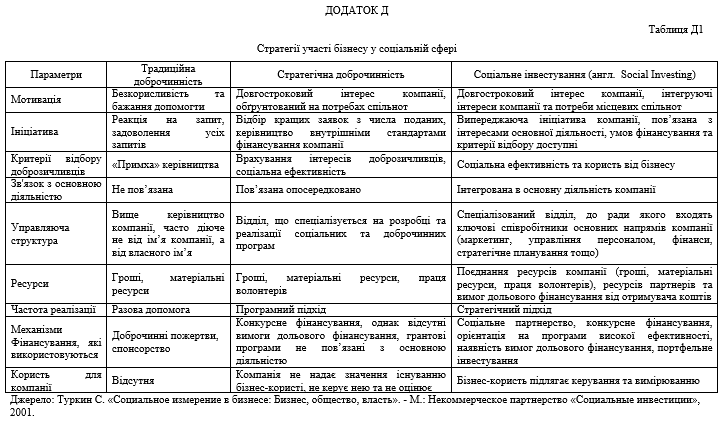 ДОДАТОК Д
Таблиця Д1
Стратегії участі бізнесу у соціальній сфері
Параметри
Традиційна
доброчинність
Стратегічна доброчинність
Соціальне інвестування (англ. Social Investing)
Мотивація
Безкорисливість та
бажання допомогти
Довгостроковий інтерес компанії,
обґрунтований на потребах спільнот
Довгостроковий інтерес компанії, інтегруючі
інтереси компанії та потреби місцевих спільнот
Ініціатива
Реакція на запит,
задоволення усіх
запитів
Відбір кращих заявок з числа поданих,
керівництво внутрішніми стандартами
фінансування компанії
Випереджаюча ініціатива компанії, пов’язана з
інтересами основної діяльності, умов фінансування та
критерії відбору доступні
Критерії відбору
доброзичливців
«Примха» керівництва
Врахування інтересів доброзичливців,
соціальна ефективність
Соціальна ефективність та користь від бізнесу
Зв'язок з основною
діяльністю
Не пов’язана
Пов’язана опосередковано
Інтегрована в основну діяльність компанії
Управляюча
структура
Вище керівництво
компанії, часто діюче
не від ім’я компанії, а
від власного ім’я
Відділ, що спеціалізується на розробці та
реалізації соціальних та доброчинних
програм
Спеціалізований відділ, до ради якого входять
ключові співробітники основних напрямів компанії
(маркетинг, управління персоналом, фінанси,
стратегічне планування тощо)
Ресурси
Гроші, матеріальні
ресурси
Гроші, матеріальні ресурси, праця
волонтерів
Поєднання ресурсів компанії (гроші, матеріальні
ресурси, праця волонтерів), ресурсів партнерів та
вимог дольового фінансування від отримувача коштів
Частота реалізації
Разова допомога
Програмний підхід
Стратегічний підхід
Механізми
Фінансування, які
використовуються
Доброчинні пожертви,
спонсорство
Конкурсне фінансування, однак відсутні
вимоги дольового фінансування, грантові
програми не пов’язані з основною
діяльністю
Соціальне партнерство, конкурсне фінансування,
орієнтація на програми високої ефективності,
наявність вимог дольового фінансування, портфельне
інвестування
Користь для
компанії
Відсутня
Компанія не надає значення існуванню
бізнес-користі, не керує нею та не оцінює
Бізнес-користь підлягає керування та вимірюванню
Джерело: Туркин С. «Социальное измерение в бизнесе: Бизнес, общество, власть». - М.: Некоммерческое партнерство «Социальные инвестиции»,
2001.